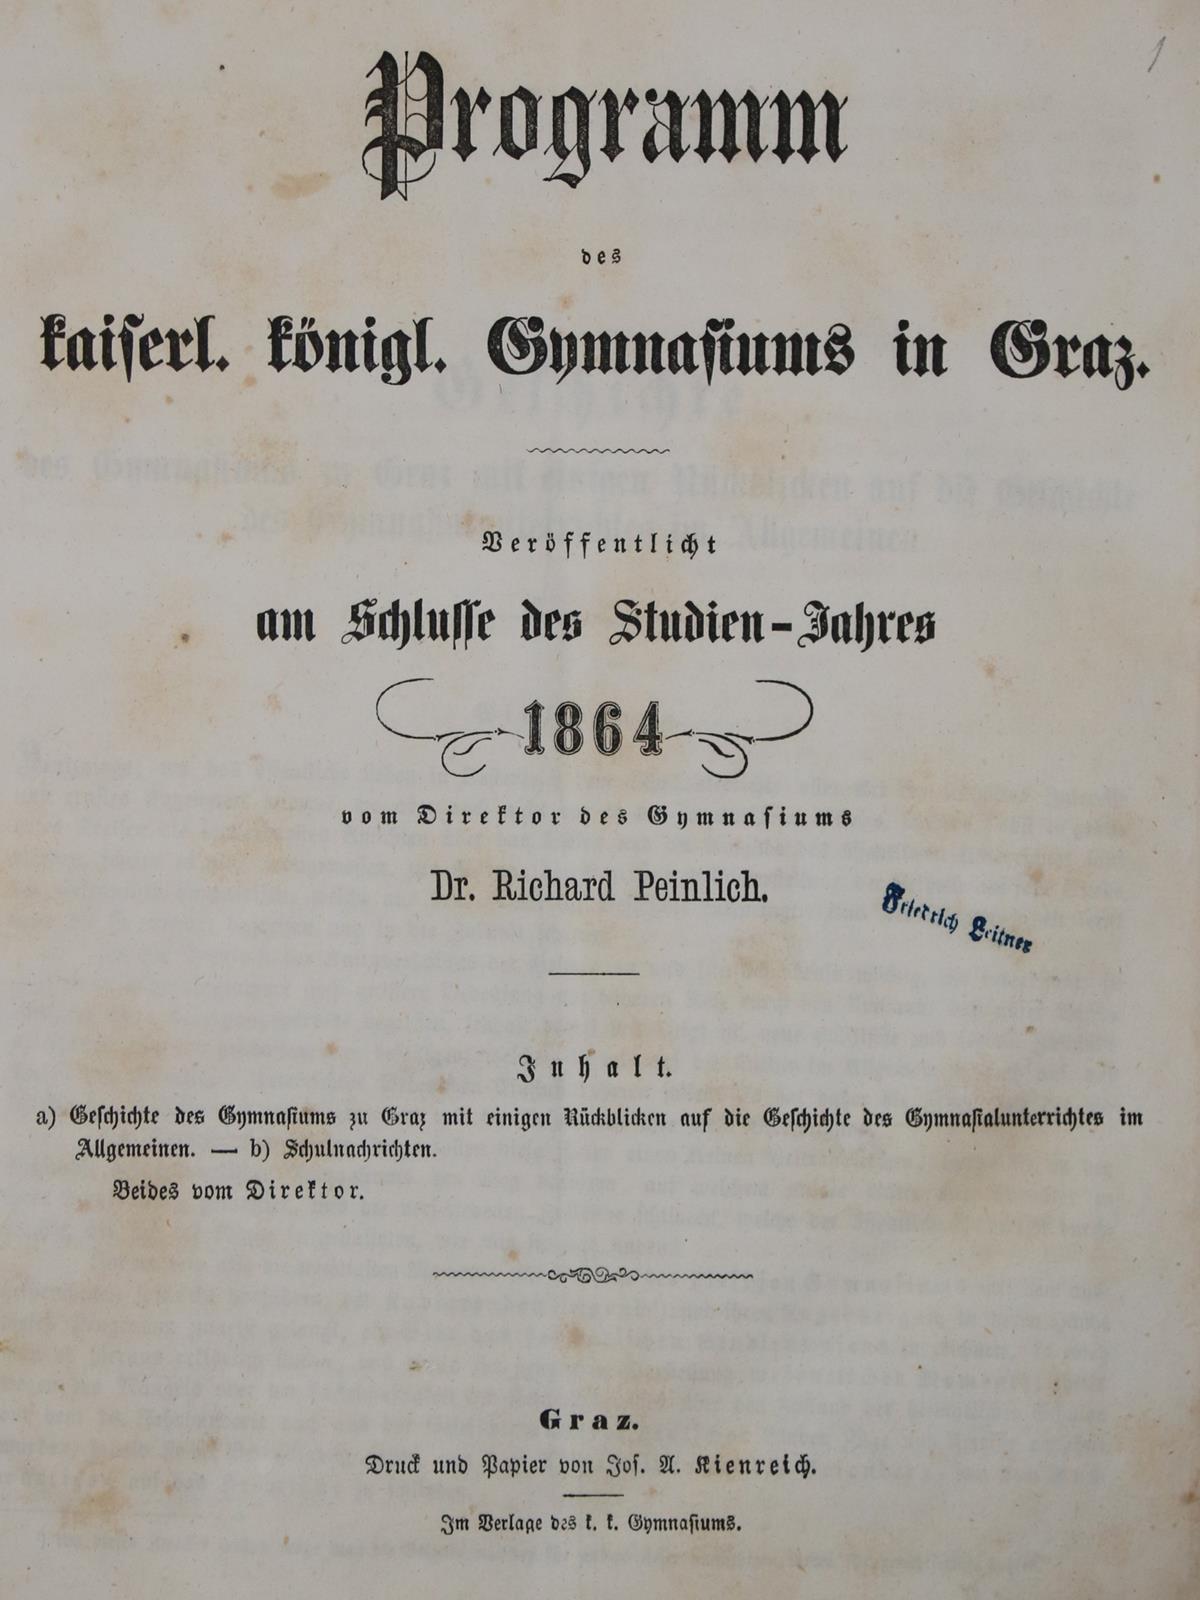 1
Programm
des
kaiserl. königl. Gymnasiums in Graz.
Veröffentlicht
am Schlusse des Studien-Jahres
1864
vom Direktor des Gymnasiums
Dr. Richard Peinlich.
Friedrich Leitner
Inhalt.
a) Geschichte des Gymnasiums zu Graz mit einigen Rückblicken auf die Geschichte des Gymnasialunterrichtes im
Allgemeinen. — b) Schulnachrichten.
Beides vom Direktor.
Graz.
Druck und Papier von Jos. A. Kienreich.
Im Verlage des k. k. Gymnasiums.